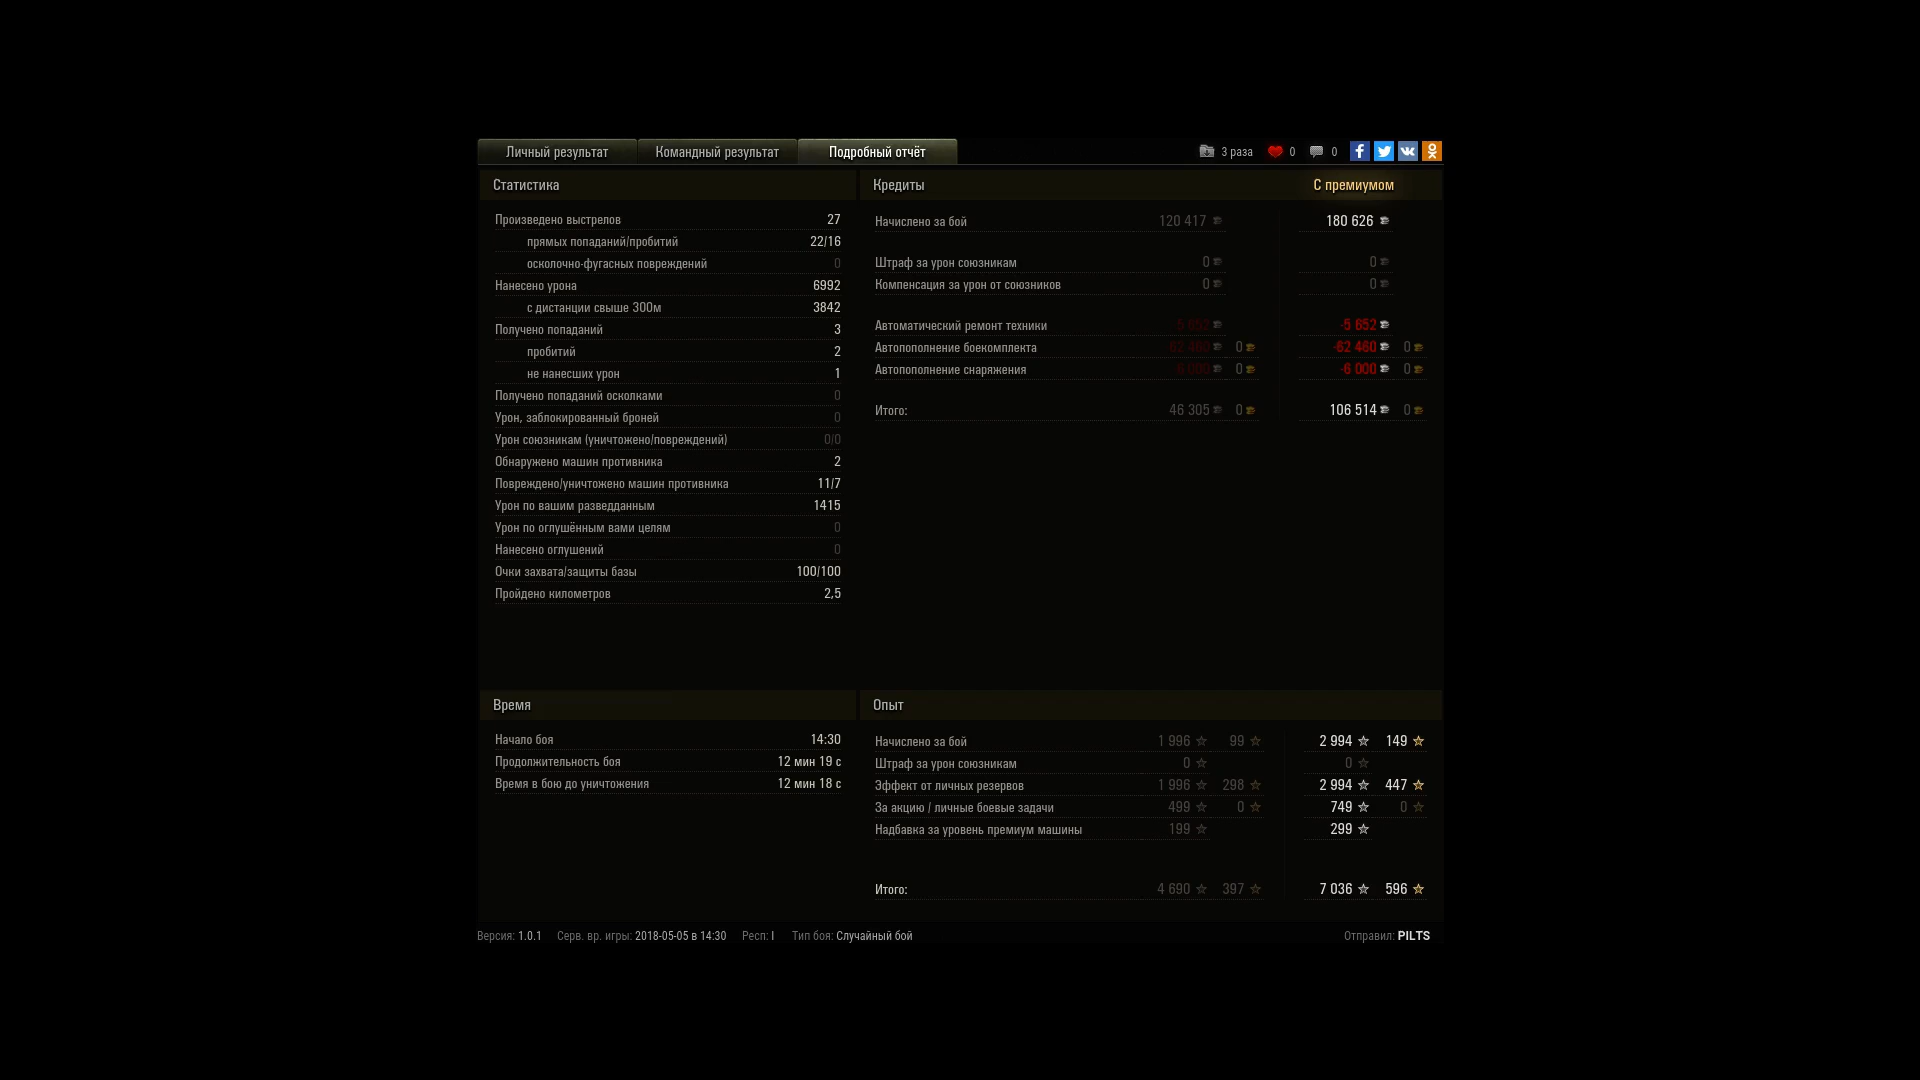 Личный результат Командный результат Подробный отчёт 3 раза 0 0
Статистика
Произведено выстрелов 27
прямых попаданий/пробитий 22/16
осколочно-фугасных повреждений 0
Нанесено урона 6992
с дистанции свыше 300м 3842
Получено попаданий 3
пробитий 2
не нанесших урон 1
Получено попаданий осколками 0
Урон, заблокированный броней 0
Урон союзникам (уничтожено/повреждений) 0/0
Обнаружено машин противника 2
Повреждено/уничтожено машин противника 11/7
Урон по вашим разведданным 1415
Урон по оглушённым вами целям 0
Нанесено оглушений 0
Очки захвата/защиты базы 100/100
Пройдено километров 2,5
Кредиты С премиумом
Начислено за бой 120 417 180 626
Штраф за урон союзникам 0 0
Компенсация за урон от союзников 0 0
Автоматический ремонт техники -5 652 -5 652
Автопополнение боекомплекта -62 460 0 -62 460 0
Автопополнение снаряжения -6 000 0 -6 000 0
Итого: 46 305 0 106 514 0
Время
Начало боя 14:30
Продолжительность боя 12 мин 19 с
Время в бою до уничтожения 12 мин 18 с
Опыт
Начислено за бой 1 996 99 2 994 149
Штраф за урон союзникам 0 0
Эффект от личных резервов 1 996 298 2 994 447
За акцию / личные боевые задачи 499 0 749 0
Надбавка за уровень премиум машины 199 299
Итого: 4 690 397 7 036 596
Версия: 1.0.1 Серв. вр. игры: 2018-05-05 в 14:30 Респ: I Тип боя: Случайный бой Отправил: PILTS